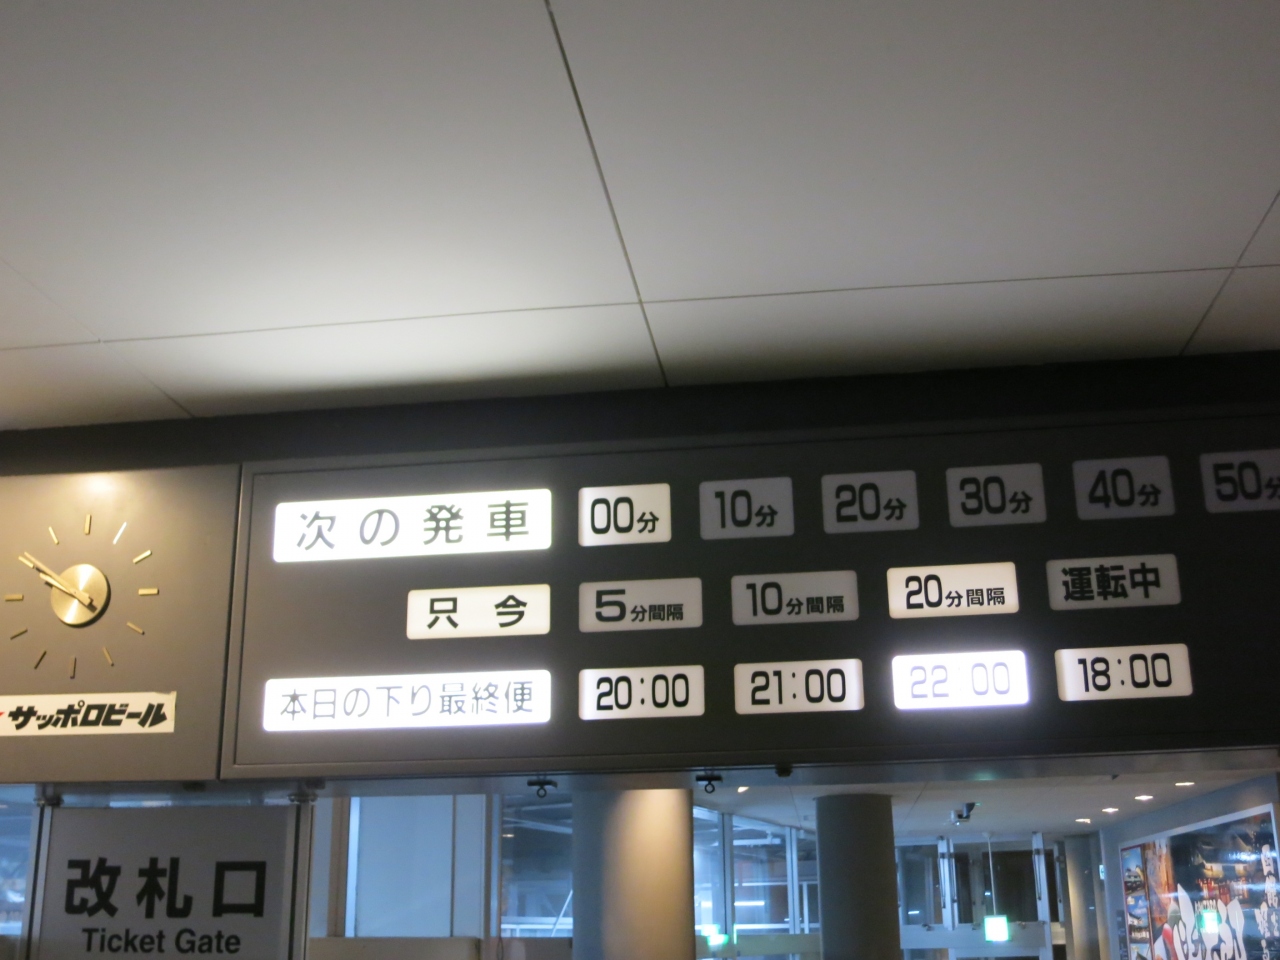 次の発車 00分 10分 20分 30分 40分 50分
只今 5分間隔 10分間隔 20分間隔 運転中
本日の下り最終便 20:00 21:00 22:00 18:00
サッポロビール
改札口
Ticket Gate